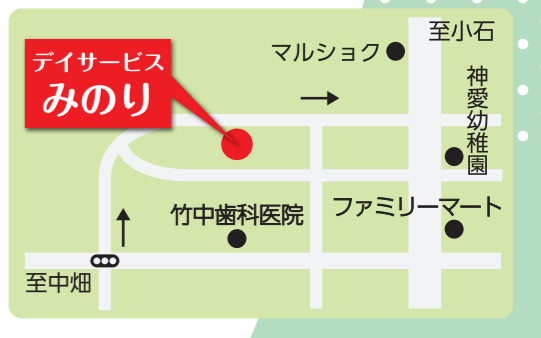 至小石
マルショク
デイサービス
みのり
神愛幼稚園
竹中歯科医院
ファミリーマート
至中畑